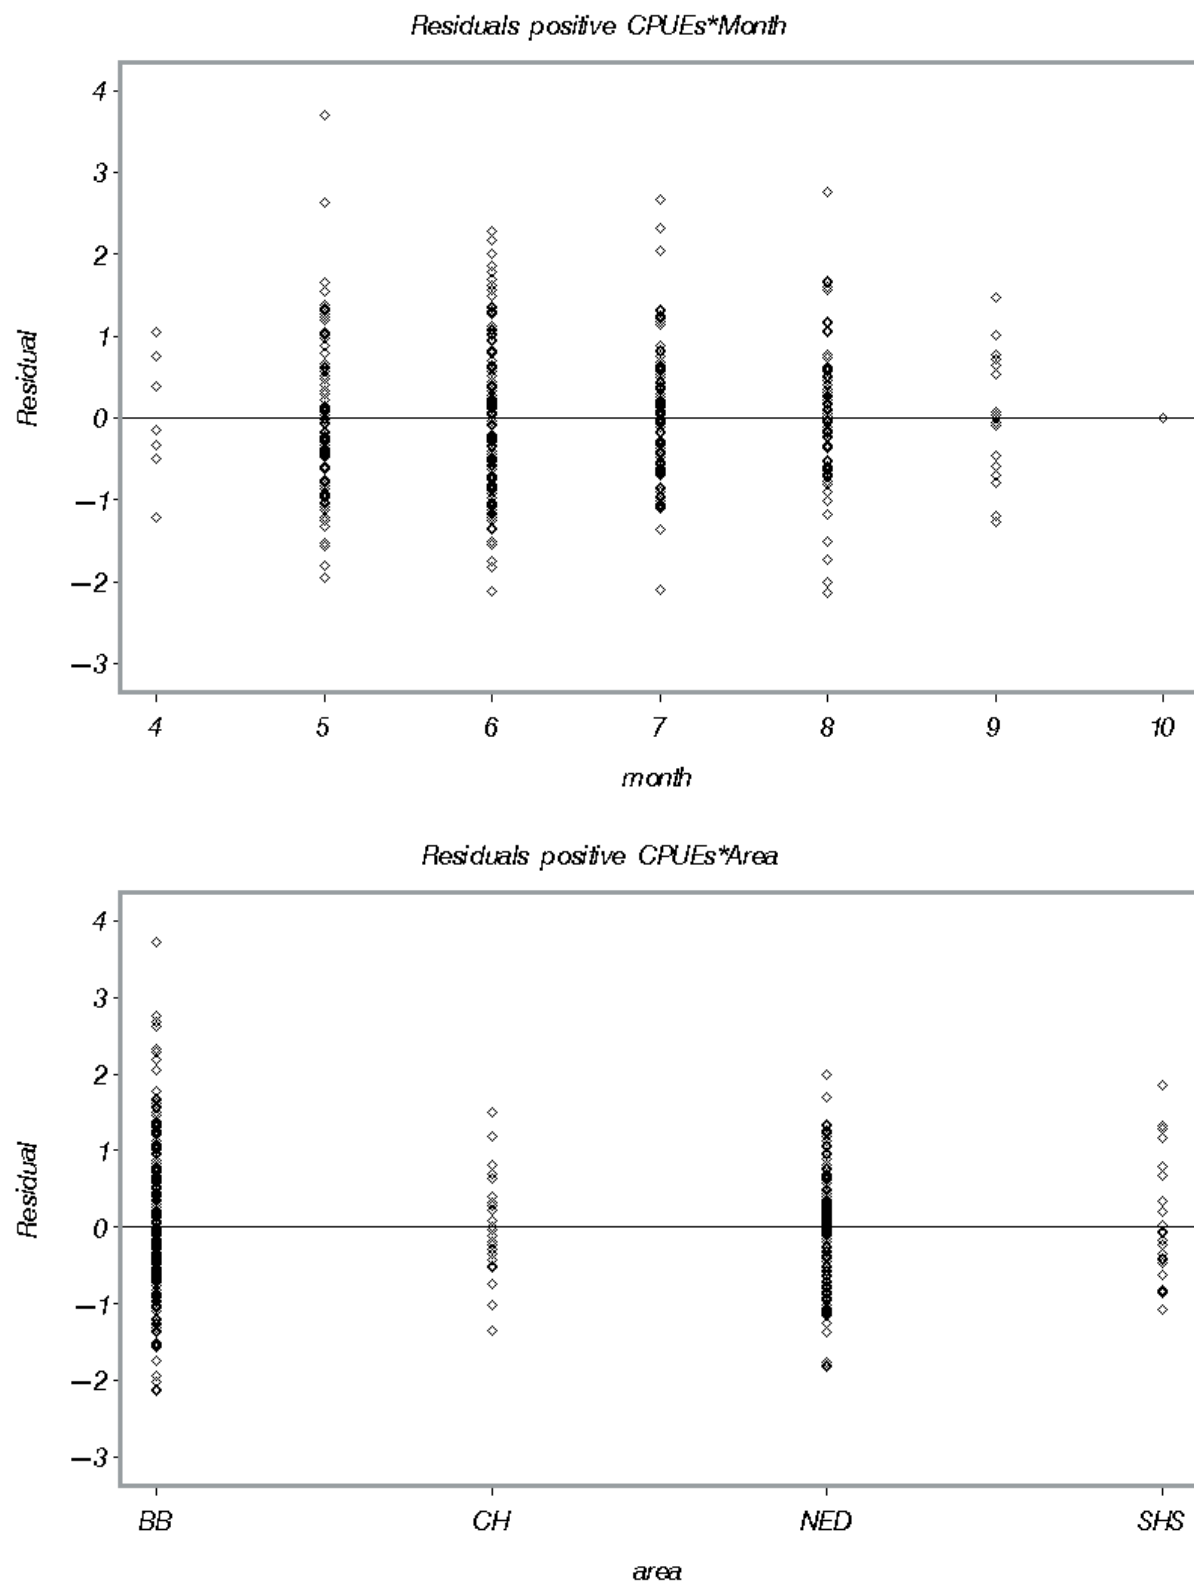 Residuals positive CPUEs*Month
4
3
2
1
0
−1
−2
−3
Residual
4 5 6 7 8 9 10
month
Residuals positive CPUEs*Area
4
3
2
1
0
−1
−2
−3
Residual
BB CH NED SHS
area